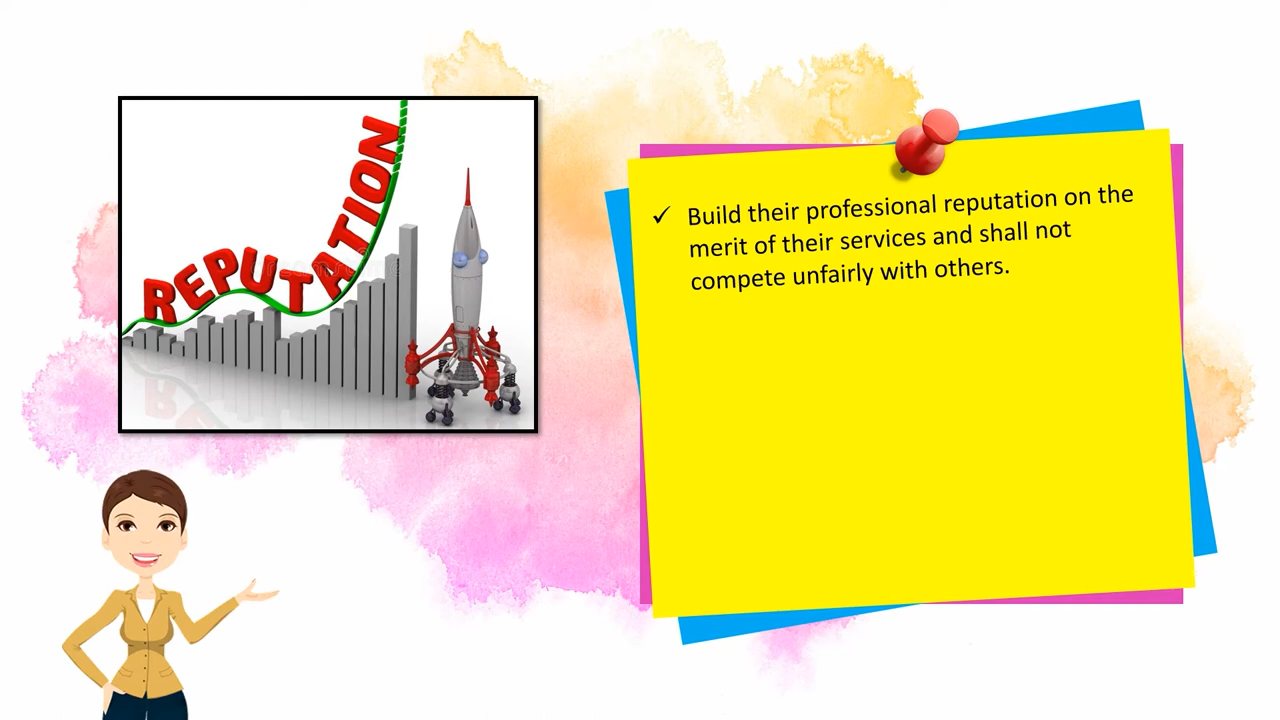 REPUTATION
✓ Build their professional reputation on the
merit of their services and shall not
compete unfairly with others.